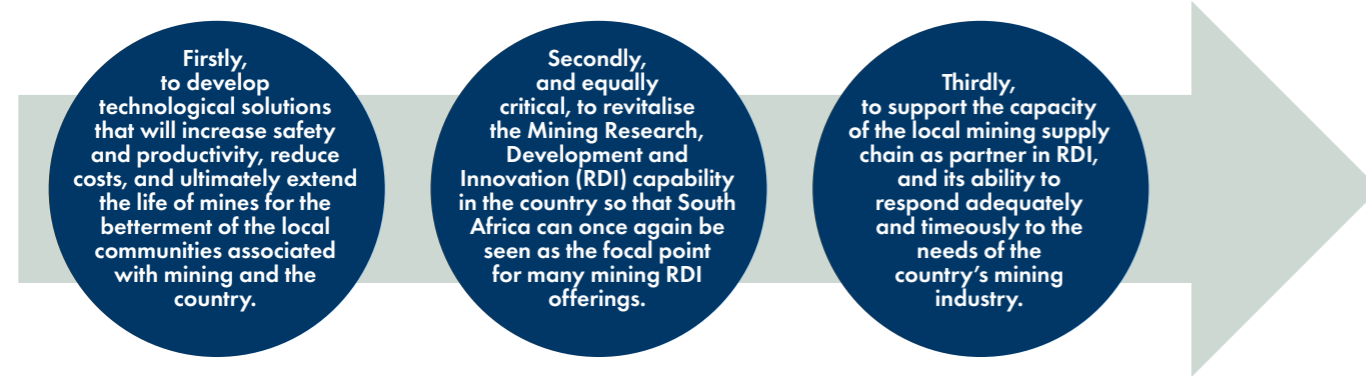 Firstly,
to develop
technological solutions
that will increase safety
and productivity, reduce
costs, and ultimately extend
the life of mines for the
betterment of the local
communities associated
with mining and the
country.
Secondly,
and equally
critical, to revitalise
the Mining Research,
Development and
Innovation (RDI) capability
in the country so that South
Africa can once again be
seen as the focal point
for many mining RDI
offerings.
Thirdly,
to support the capacity
of the local mining supply
chain as partner in RDI,
and its ability to
respond adequately
and timeously to the
needs of the
country’s mining
industry.